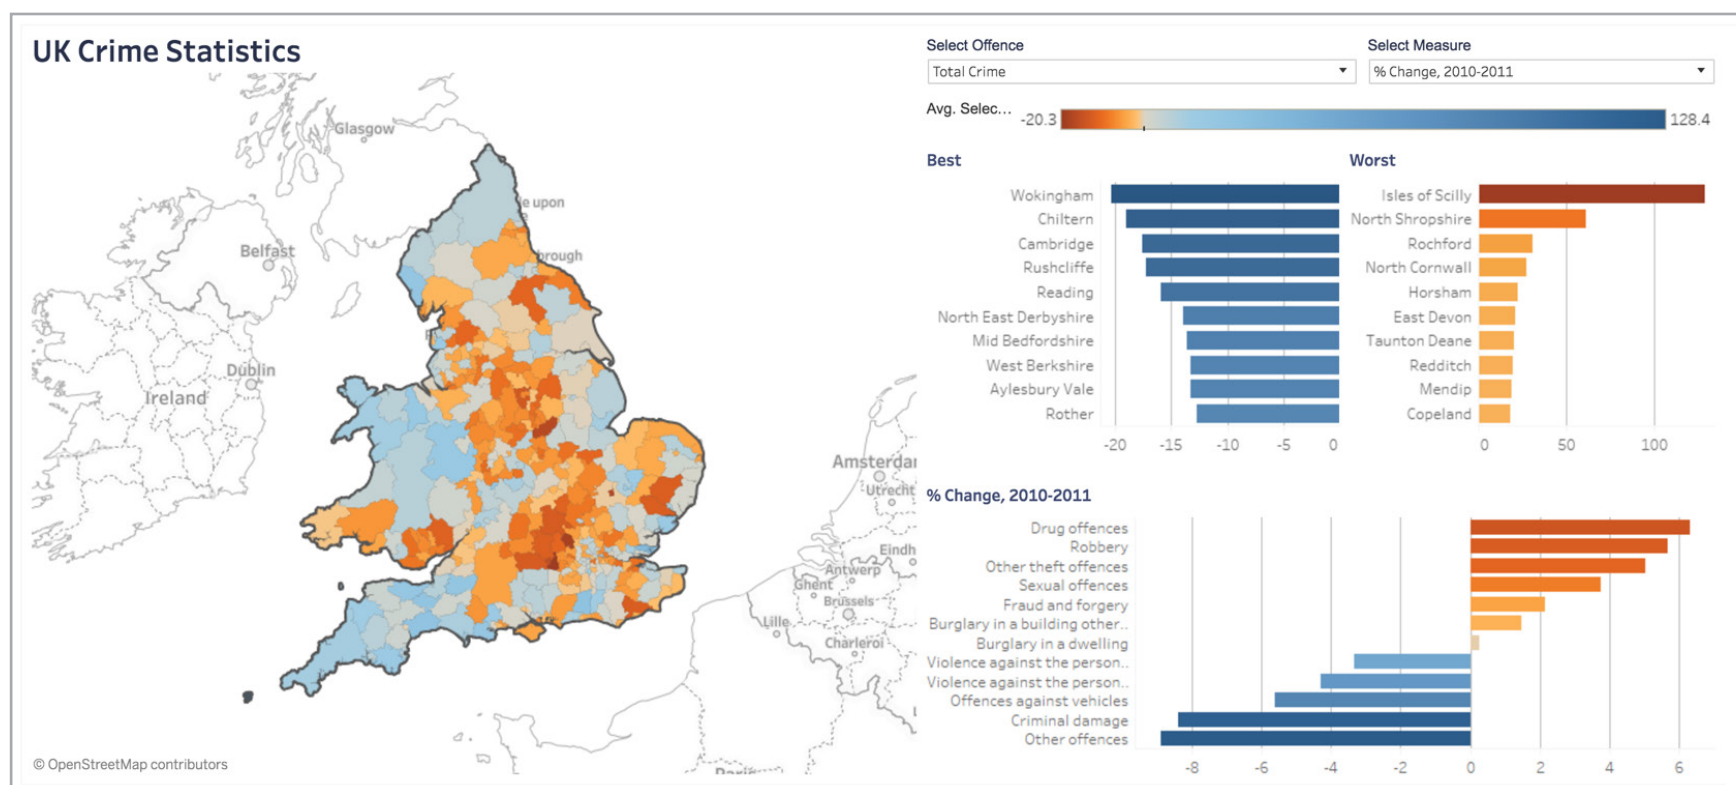 UK Crime Statistics
Select Offence
Select Measure
Total Crime
% Change, 2010-2011
Avg. Selec...
-20.3
128.4
Best
Worst
Wokingham
Chiltern
Cambridge
Rushcliffe
Reading
North East Derbyshire
Mid Bedfordshire
West Berkshire
Aylesbury Vale
Rother
-20 -15 -10 -5 0
Isles of Scilly
North Shropshire
Rochford
North Cornwall
Horsham
East Devon
Taunton Deane
Redditch
Mendip
Copeland
0 50 100
% Change, 2010-2011
Drug offences
Robbery
Other theft offences
Sexual offences
Fraud and forgery
Burglary in a building other..
Burglary in a dwelling
Violence against the person..
Violence against the person..
Offences against vehicles
Criminal damage
Other offences
-8 -6 -4 -2 0 2 4 6
Glasgow
le upon
Belfast
brough
Dublin
Ireland
Amsterdar
Utrecht
Eindh
Antwerp
Ghent
Brussels
Lille
Charleroi
© OpenStreetMap contributors